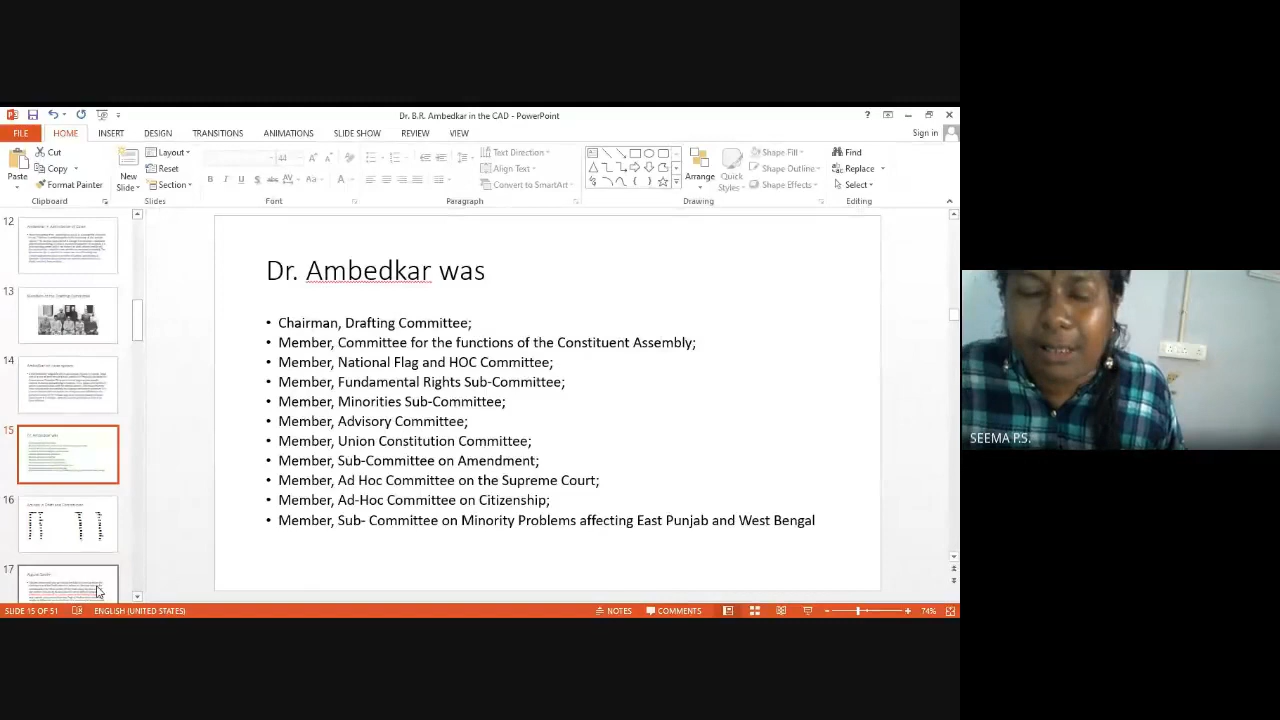 Dr. B.R. Ambedkar in the CAD - PowerPoint
FILE HOME INSERT DESIGN TRANSITIONS ANIMATIONS SLIDE SHOW REVIEW VIEW Sign in
Paste
Cut
Copy
Format Painter
Clipboard
New
Slide
Layout
Reset
Section
Slides
44
Font
Text Direction
Align Text
Convert to SmartArt
Paragraph
Arrange
Quick
Styles
Shape Fill
Shape Outline
Shape Effects
Drawing
Find
Replace
Select
Editing
12
13
14
15
16
17
Dr. Ambedkar was
• Chairman, Drafting Committee;
• Member, Committee for the functions of the Constituent Assembly;
• Member, National Flag and HOC Committee;
• Member, Fundamental Rights Sub-Committee;
• Member, Minorities Sub-Committee;
• Member, Advisory Committee;
• Member, Union Constitution Committee;
• Member, Sub-Committee on Amendment;
• Member, Ad Hoc Committee on the Supreme Court;
• Member, Ad-Hoc Committee on Citizenship;
• Member, Sub- Committee on Minority Problems affecting East Punjab and West Bengal
SEEMA P.S.
SLIDE 15 OF 51 ENGLISH (UNITED STATES) NOTES COMMENTS 74%